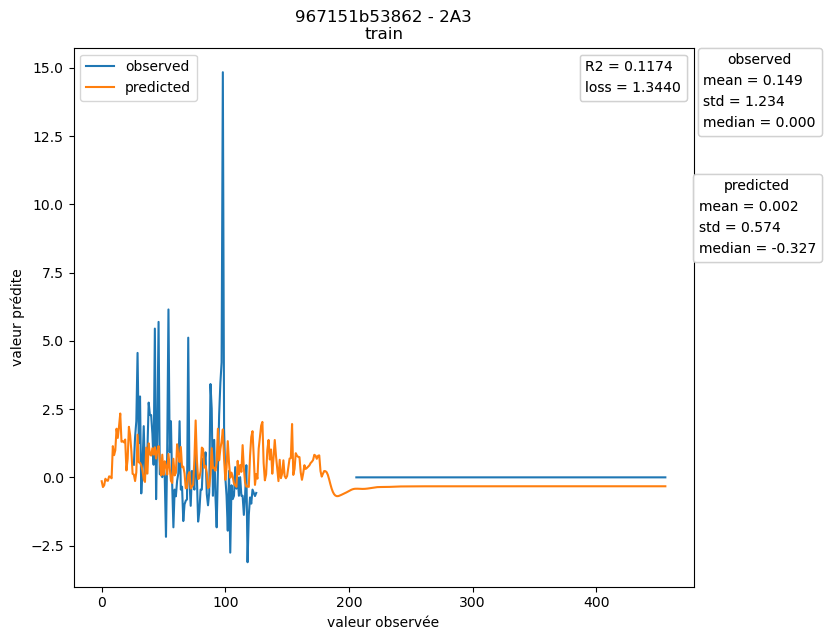 967151b53862 - 2A3
train
observed
predicted
R2 = 0.1174
loss = 1.3440
observed
mean = 0.149
std = 1.234
median = 0.000
predicted
mean = 0.002
std = 0.574
median = -0.327
15.0
12.5
10.0
7.5
5.0
2.5
0.0
−2.5
valeur prédite
0
100
200
300
400
valeur observée